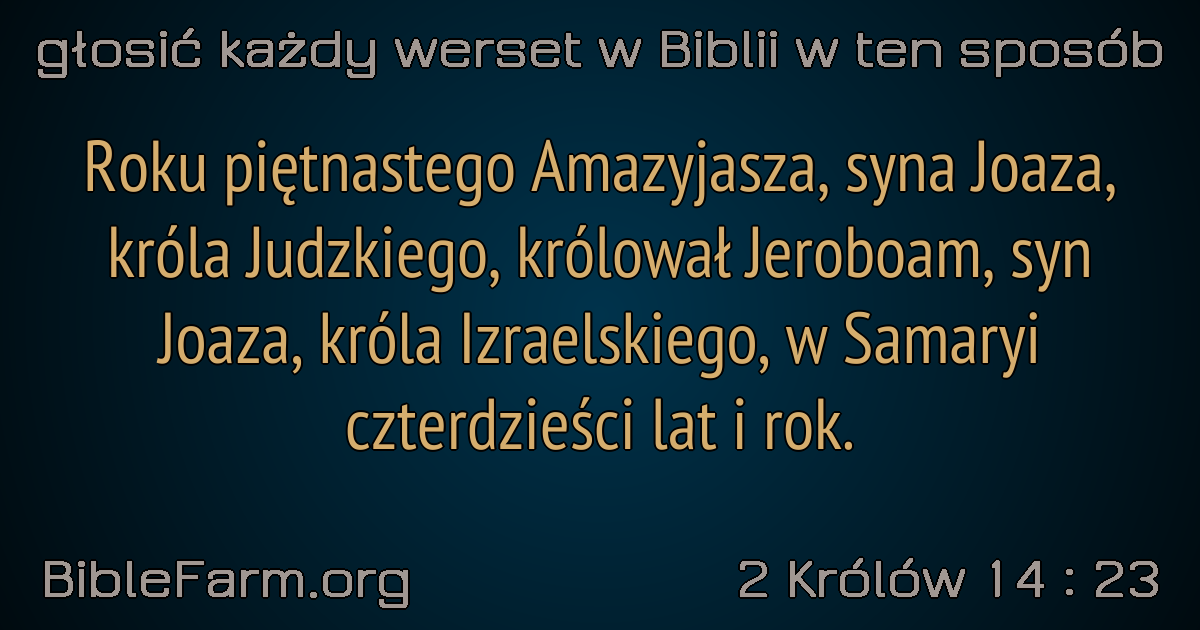 głosić każdy werset w Biblii w ten sposób
Roku piętnastego Amazyjasza, syna Joaza,
króla Judzkiego, królował Jeroboam, syn
Joaza, króla Izraelskiego, w Samaryi
czterdzieści lat i rok.
BibleFarm.org
2 Królów 14 : 23